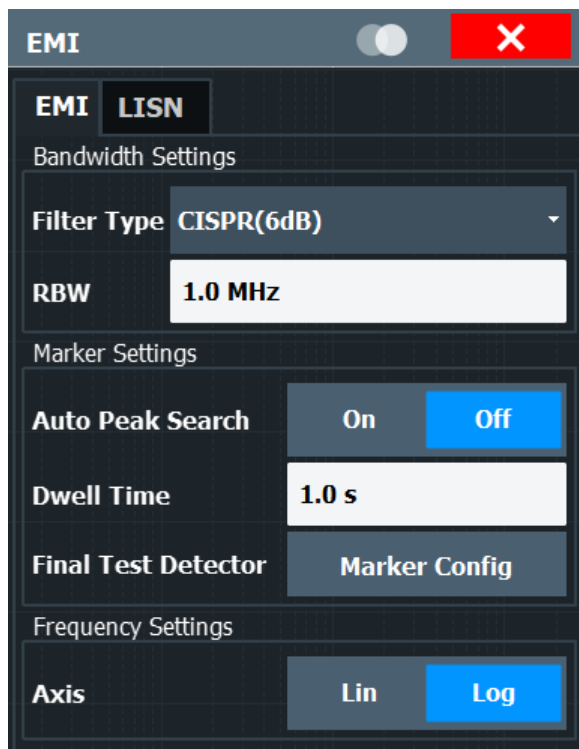 EMI
EMI LISN
Bandwidth Settings
Filter Type CISPR(6dB)
RBW 1.0 MHz
Marker Settings
Auto Peak Search On Off
Dwell Time 1.0 s
Final Test Detector Marker Config
Frequency Settings
Axis Lin Log